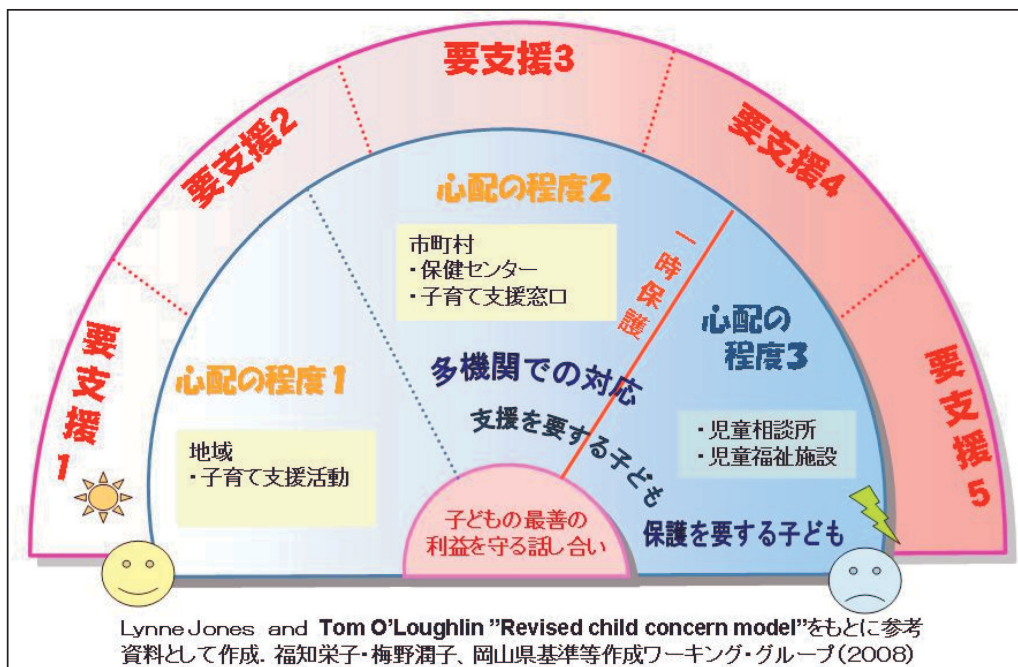 要支援1
要支援2
要支援3
要支援4
要支援5
心配の程度1
地域
・子育て支援活動
心配の程度2
市町村
・保健センター
・子育て支援窓口
一時保護
心配の
程度3
・児童相談所
・児童福祉施設
多機関での対応
支援を要する子ども
保護を要する子ども
子どもの最善の
利益を守る話し合い
Lynne Jones and Tom O'Loughlin "Revised child concern model"をもとに参考
資料として作成. 福知栄子・梅野潤子、岡山県基準等作成ワーキング・グループ(2008)